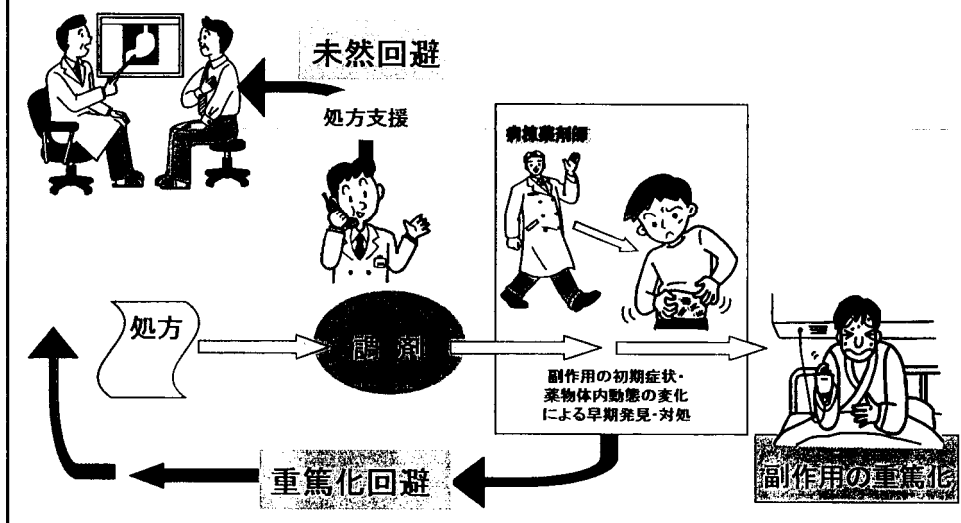 未然回避
処方支援
病棟薬剤師
処方
調剤
副作用の初期症状・
薬物体内動態の変化
による早期発見・対処
重篤化回避
副作用の重篤化